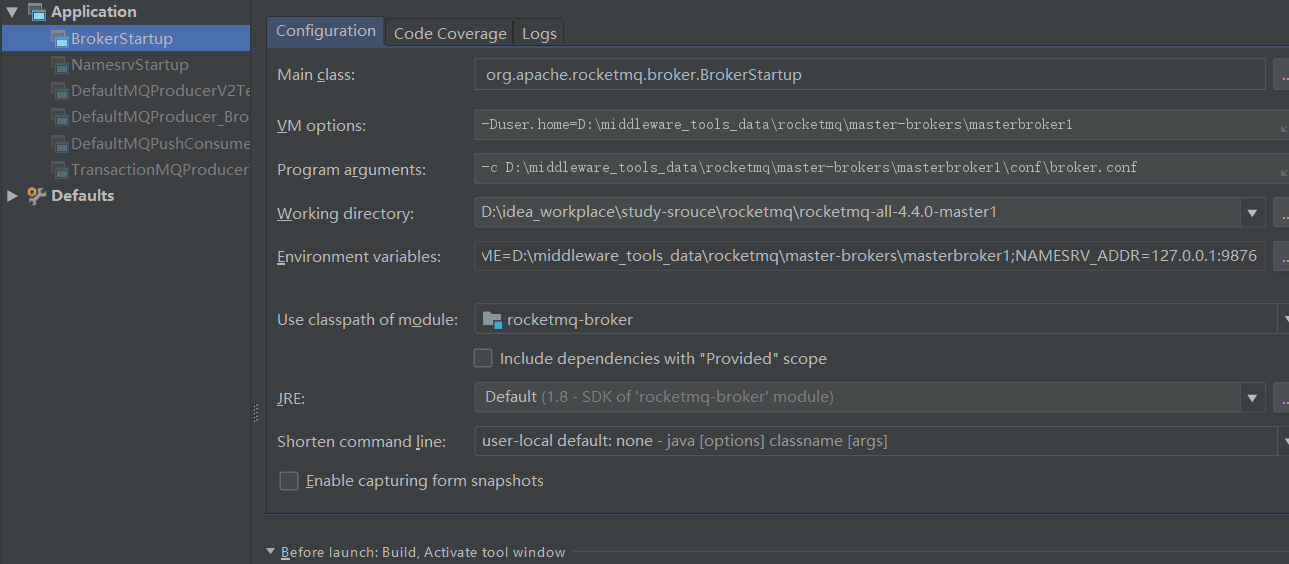 Application
BrokerStartup
NamesrvStartup
DefaultMQProducerV2Te
DefaultMQProducer_Bro
DefaultMQPushConsume
TransactionMQProducer
Defaults
Configuration Code Coverage Logs
Main class: org.apache.rocketmq.broker.BrokerStartup ...
VM options: -Duser.home=D:\middleware_tools_data\rocketmq\master-brokers\masterbroker1
Program arguments: -c D:\middleware_tools_data\rocketmq\master-brokers\masterbroker1\conf\broker.conf
Working directory: D:\idea_workplace\study-srouce\rocketmq\rocketmq-all-4.4.0-master1
Environment variables: ME=D:\middleware_tools_data\rocketmq\master-brokers\masterbroker1;NAMESRV_ADDR=127.0.0.1:9876
Use classpath of module: rocketmq-broker
Include dependencies with "Provided" scope
JRE: Default (1.8 - SDK of 'rocketmq-broker' module)
Shorten command line: user-local default: none - java [options] classname [args]
Enable capturing form snapshots
Before launch: Build, Activate tool window